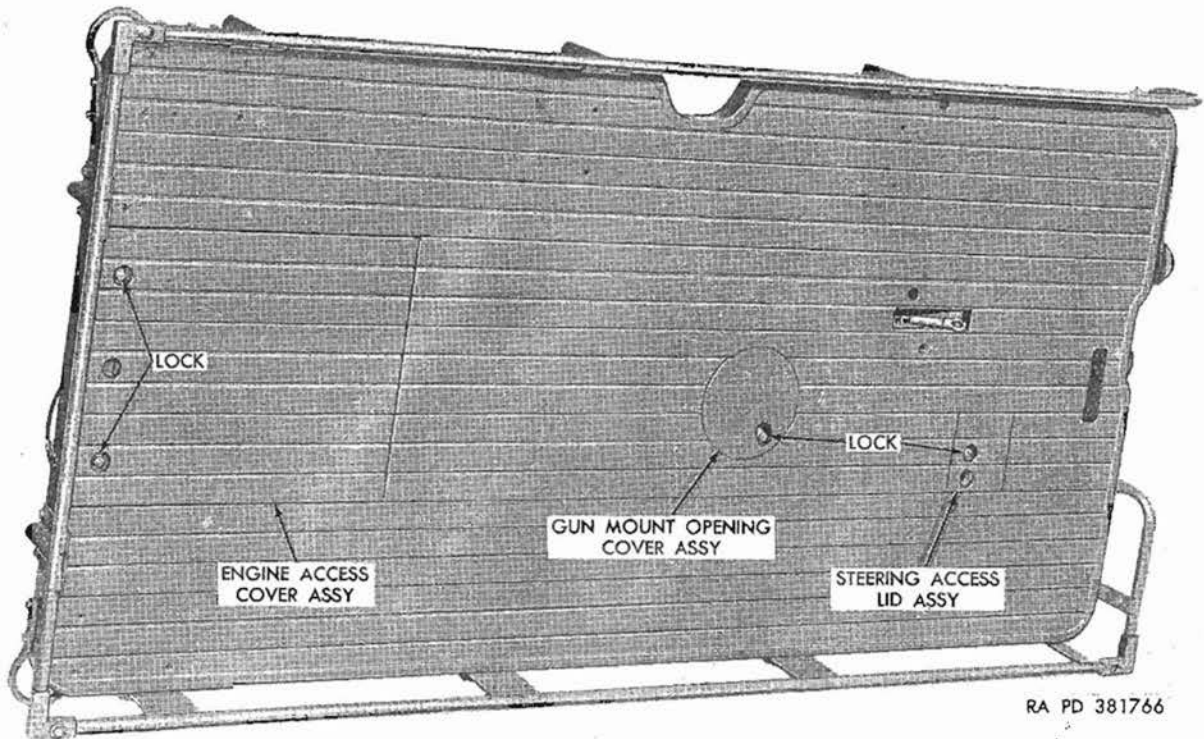 LOCK
LOCK
GUN MOUNT OPENING
COVER ASSY
ENGINE ACCESS
COVER ASSY
STEERING ACCESS
LID ASSY
RA PD 381766